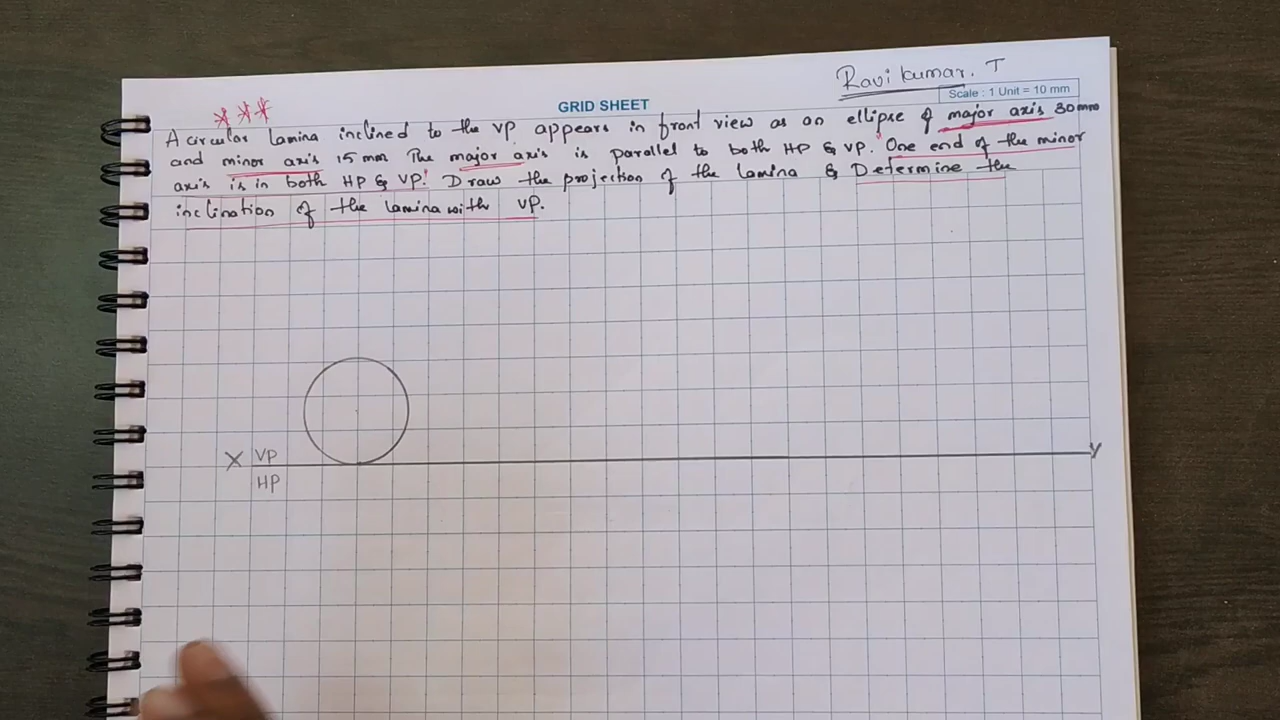 Ravi kumar. T
GRID SHEET
Scale : 1 Unit = 10 mm
A circular Lamina inclined to the VP appears in front view as an ellipse of major axis 30mm
and minor axis 15 mm The major axis is parallel to both HP & VP. One end of the minor
axis is in both HP & VP. Draw the projection of the lamina & Determine the
inclination of the lamina with VP.
X VP Y
HP